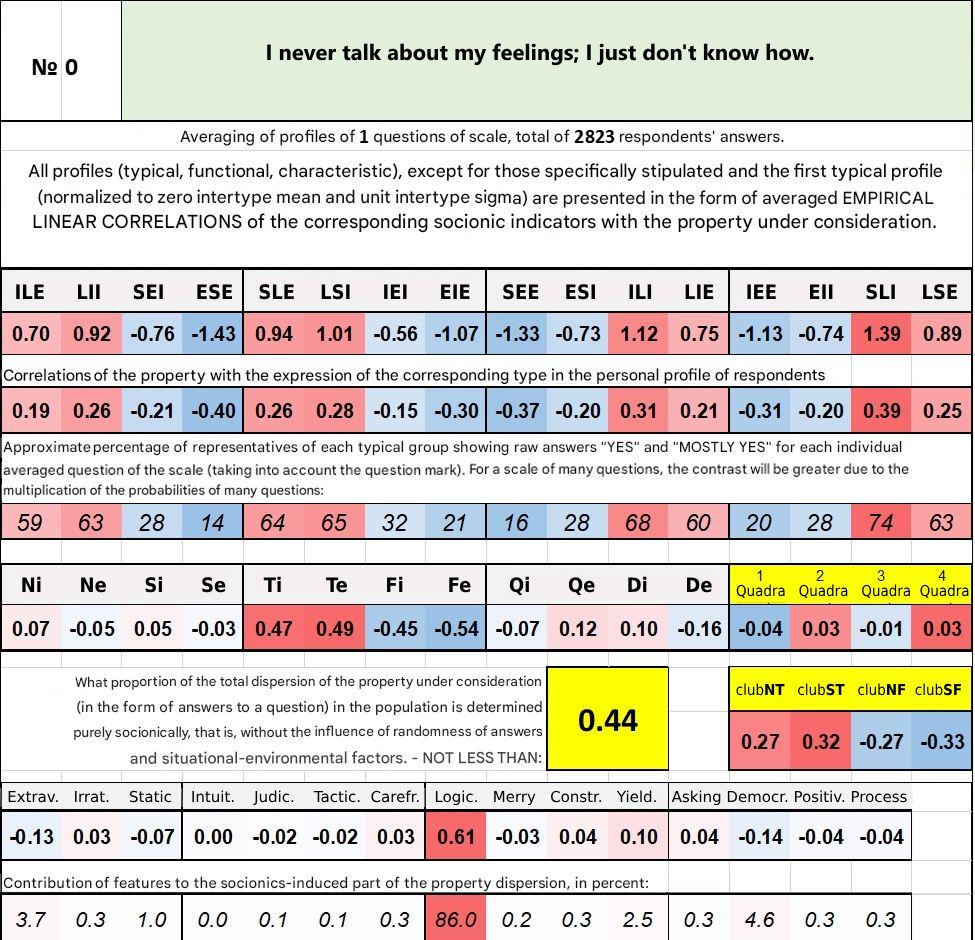 № 0
I never talk about my feelings; I just don't know how.
Averaging of profiles of 1 questions of scale, total of 2823 respondents' answers.
All profiles (typical, functional, characteristic), except for those specifically stipulated and the first typical profile
(normalized to zero intertype mean and unit intertype sigma) are presented in the form of averaged EMPIRICAL
LINEAR CORRELATIONS of the corresponding socionic indicators with the property under consideration.
ILE LII SEI ESE SLE LSI IEI EIE SEE ESI ILI LIE IEE EII SLI LSE
0.70 0.92 -0.76 -1.43 0.94 1.01 -0.56 -1.07 -1.33 -0.73 1.12 0.75 -1.13 -0.74 1.39 0.89
Correlations of the property with the expression of the corresponding type in the personal profile of respondents
0.19 0.26 -0.21 -0.40 0.26 0.28 -0.15 -0.30 -0.37 -0.20 0.31 0.21 -0.31 -0.20 0.39 0.25
Approximate percentage of representatives of each typical group showing raw answers "YES" and "MOSTLY YES" for each individual
averaged question of the scale (taking into account the question mark). For a scale of many questions, the contrast will be greater due to the
multiplication of the probabilities of many questions:
59 63 28 14 64 65 32 21 16 28 68 60 20 28 74 63
Ni Ne Si Se Ti Te Fi Fe Qi Qe Di De 1 Quadra 2 Quadra 3 Quadra 4 Quadra
0.07 -0.05 0.05 -0.03 0.47 0.49 -0.45 -0.54 -0.07 0.12 0.10 -0.16 -0.04 0.03 -0.01 0.03
What proportion of the total dispersion of the property under consideration
(in the form of answers to a question) in the population is determined
purely socionically, that is, without the influence of randomness of answers
and situational-environmental factors. - NOT LESS THAN:
0.44
clubNT clubST clubNF clubSF
0.27 0.32 -0.27 -0.33
Extrav. Irrat. Static Intuit. Judic. Tactic. Carefr. Logic. Merry Constr. Yield. Asking Democr. Positiv. Process
-0.13 0.03 -0.07 0.00 -0.02 -0.02 0.03 0.61 -0.03 0.04 0.10 0.04 -0.14 -0.04 -0.04
Contribution of features to the socionics-induced part of the property dispersion, in percent:
3.7 0.3 1.0 0.0 0.1 0.1 0.3 86.0 0.2 0.3 2.5 0.3 4.6 0.3 0.3